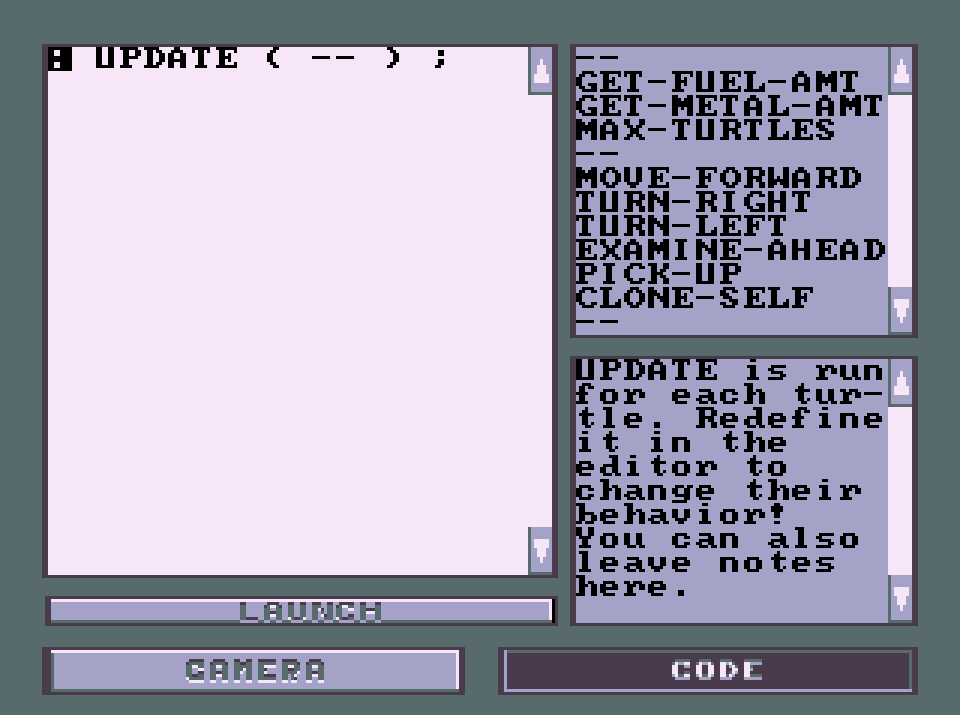 : UPDATE ( -- ) ;
--
GET-FUEL-AMT
GET-METAL-AMT
MAX-TURTLES
--
MOVE-FORWARD
TURN-RIGHT
TURN-LEFT
EXAMINE-AHEAD
PICK-UP
CLONE-SELF
--
UPDATE is run
for each tur-
tle. Redefine
it in the
editor to
change their
behavior!
You can also
leave notes
here.
LAUNCH
CAMERA
CODE